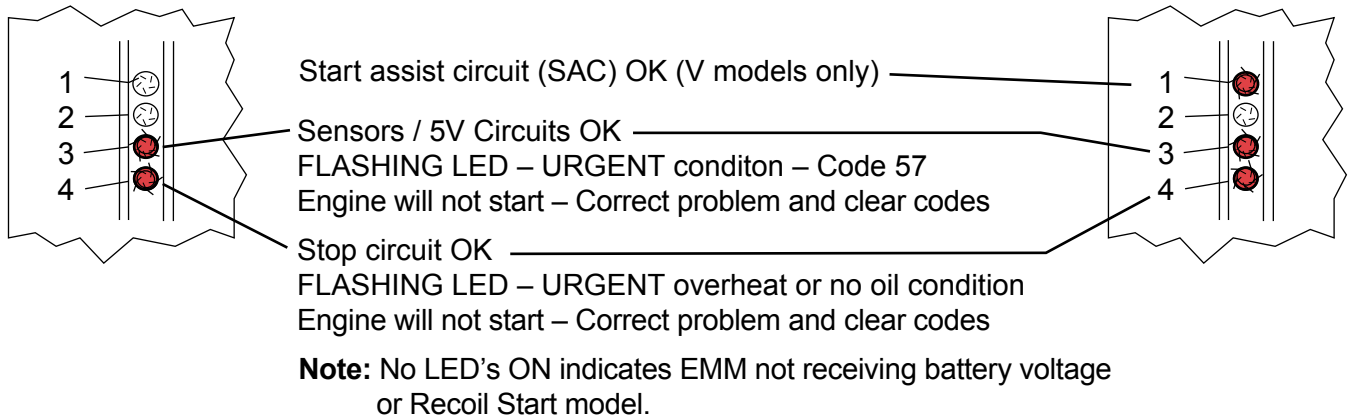 1
2
3
4
Start assist circuit (SAC) OK (V models only)
Sensors / 5V Circuits OK
FLASHING LED – URGENT conditon – Code 57
Engine will not start – Correct problem and clear codes
Stop circuit OK
FLASHING LED – URGENT overheat or no oil condition
Engine will not start – Correct problem and clear codes
Note: No LED's ON indicates EMM not receiving battery voltage
or Recoil Start model.
1
2
3
4